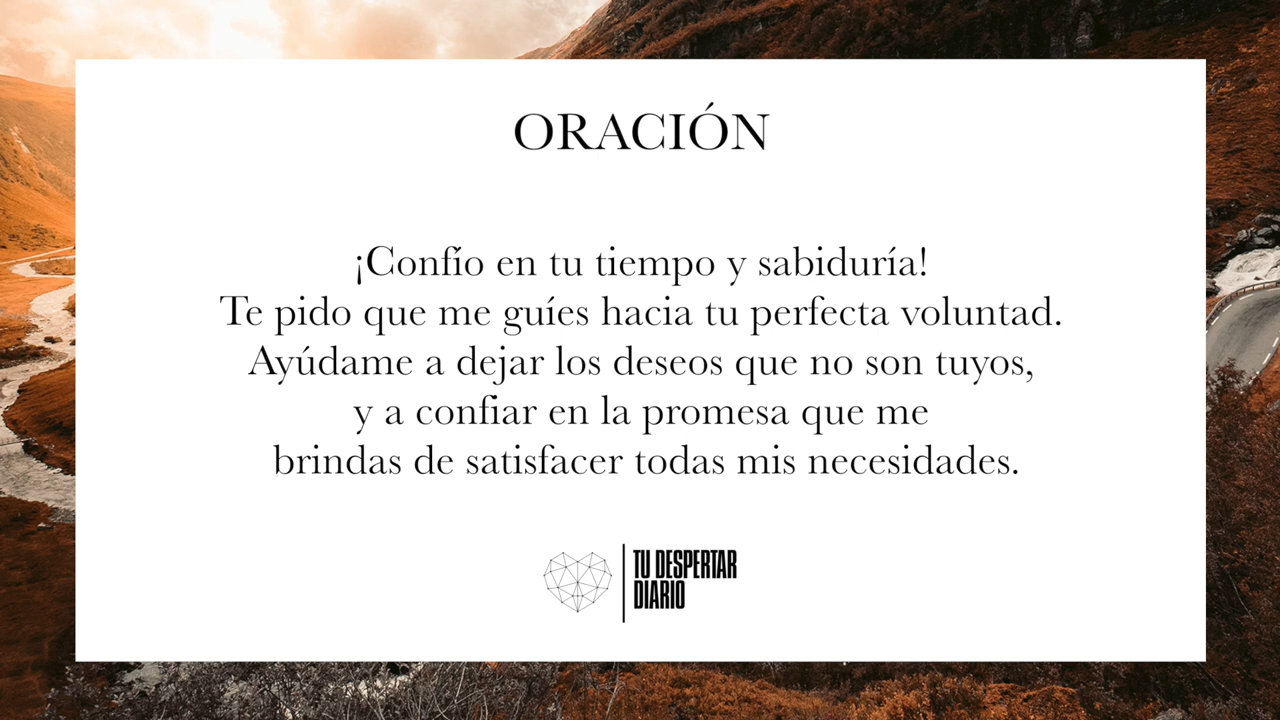 ORACIÓN
¡Confío en tu tiempo y sabiduría!
Te pido que me guíes hacia tu perfecta voluntad.
Ayúdame a dejar los deseos que no son tuyos,
y a confiar en la promesa que me
brindas de satisfacer todas mis necesidades.
TU DESPERTAR
DIARIO